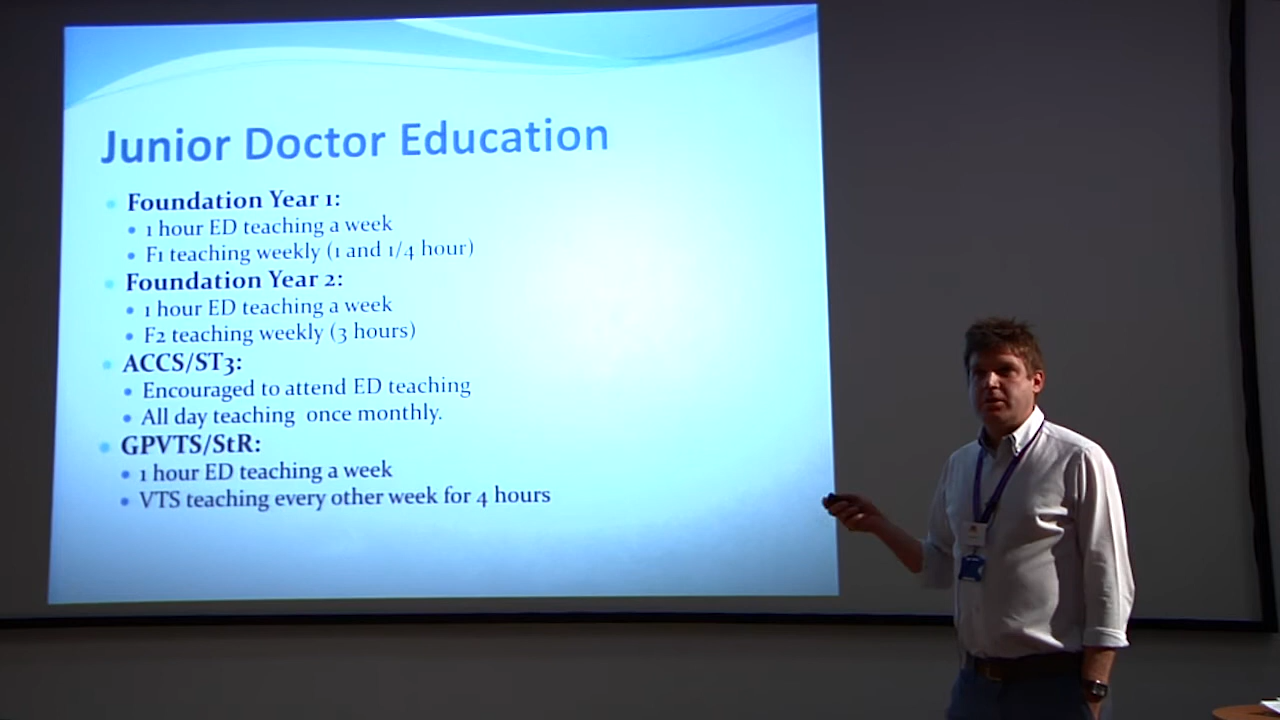 Junior Doctor Education
Foundation Year 1:
1 hour ED teaching a week
F1 teaching weekly (1 and 1/4 hour)
Foundation Year 2:
1 hour ED teaching a week
F2 teaching weekly (3 hours)
ACCS/ST3:
Encouraged to attend ED teaching
All day teaching once monthly.
GPVTS/StR:
1 hour ED teaching a week
VTS teaching every other week for 4 hours